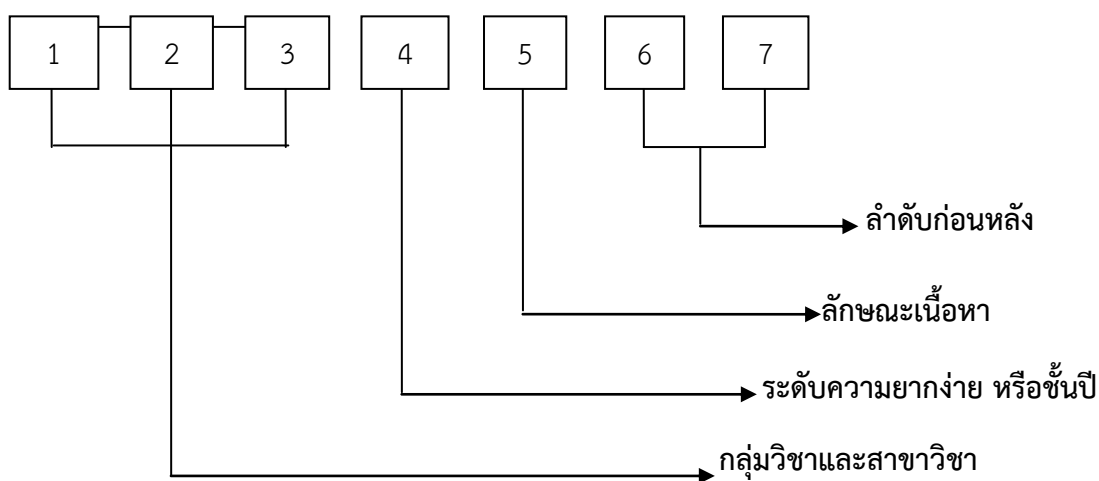 1 2 3 4 5 6 7
ลำดับก่อนหลัง
ลักษณะเนื้อหา
ระดับความยากง่าย หรือชั้นปี
กลุ่มวิชาและสาขาวิชา